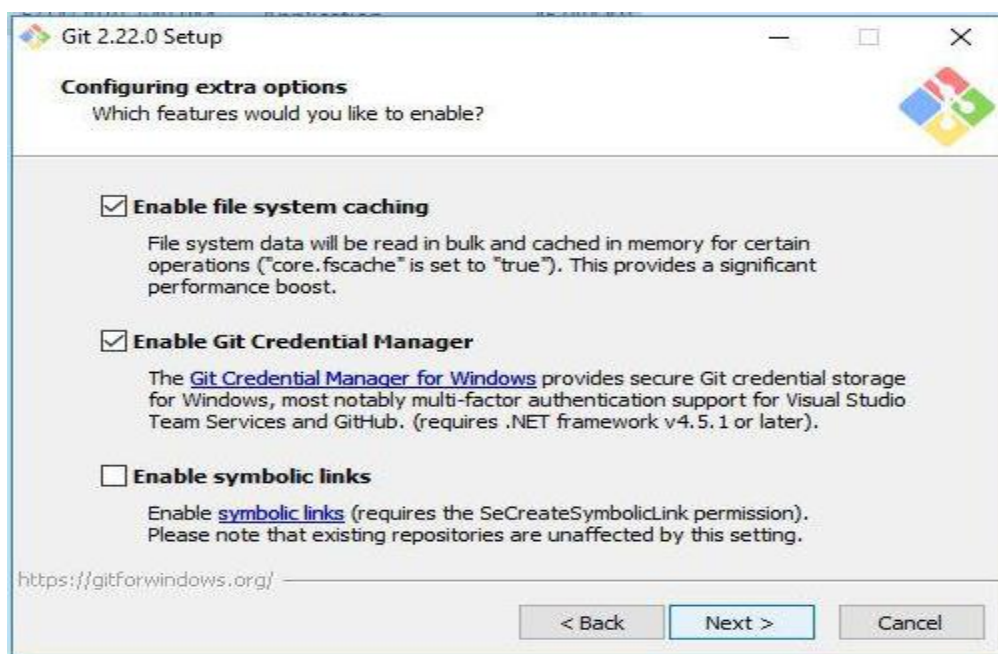 Git 2.22.0 Setup
Configuring extra options
Which features would you like to enable?
Enable file system caching
File system data will be read in bulk and cached in memory for certain
operations ("core.fscache" is set to "true"). This provides a significant
performance boost.
Enable Git Credential Manager
The Git Credential Manager for Windows provides secure Git credential storage
for Windows, most notably multi-factor authentication support for Visual Studio
Team Services and GitHub. (requires .NET framework v4.5.1 or later).
Enable symbolic links
Enable symbolic links (requires the SeCreateSymbolicLink permission).
Please note that existing repositories are unaffected by this setting.
https://gitforwindows.org/
< Back Next > Cancel